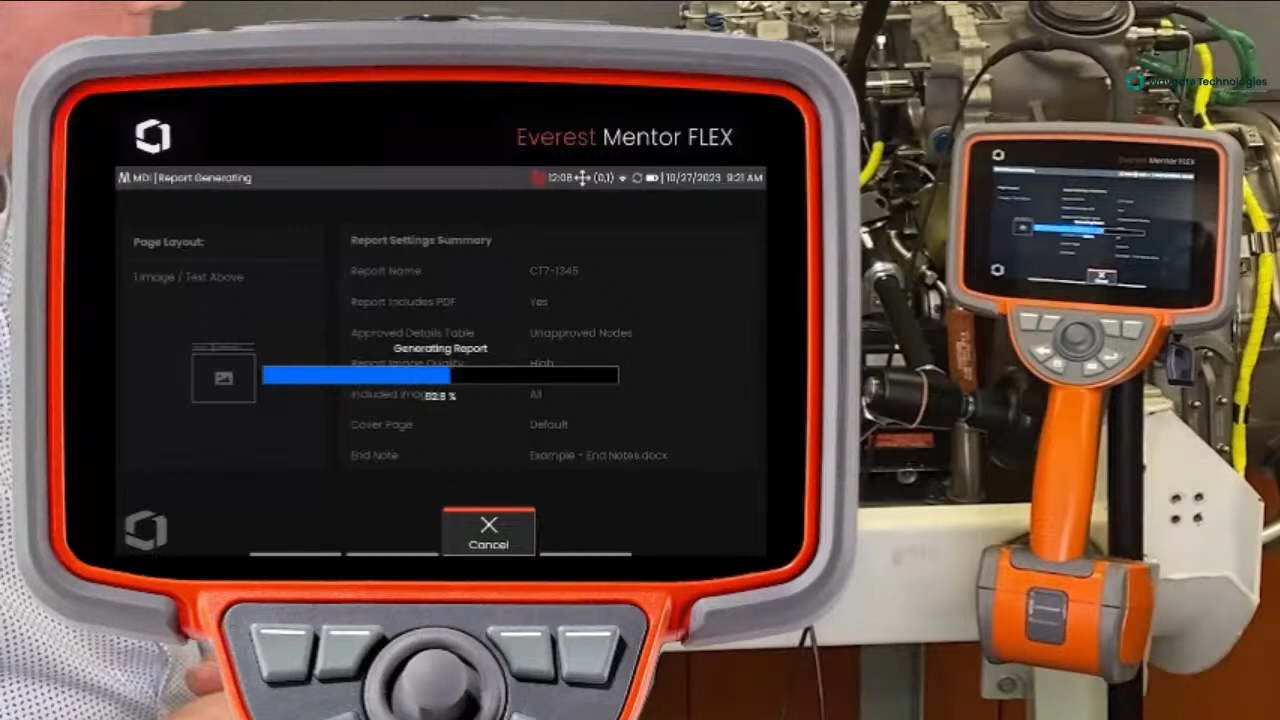 Waygate Technologies
Everest Mentor FLEX
MDI | Report Generating
12:08 (0,1) 10/27/2023 9:21 AM
Page Layout:
1 Image / Text Above
Report Settings Summary
Report Name CT7-1345
Report Includes PDF Yes
Approved Details Table Unapproved Nodes
Generating Report
Report Image Quality High
All
Cover Page Default
End Note Example - End Notes.docx
Cancel
Everest Mentor FLEX